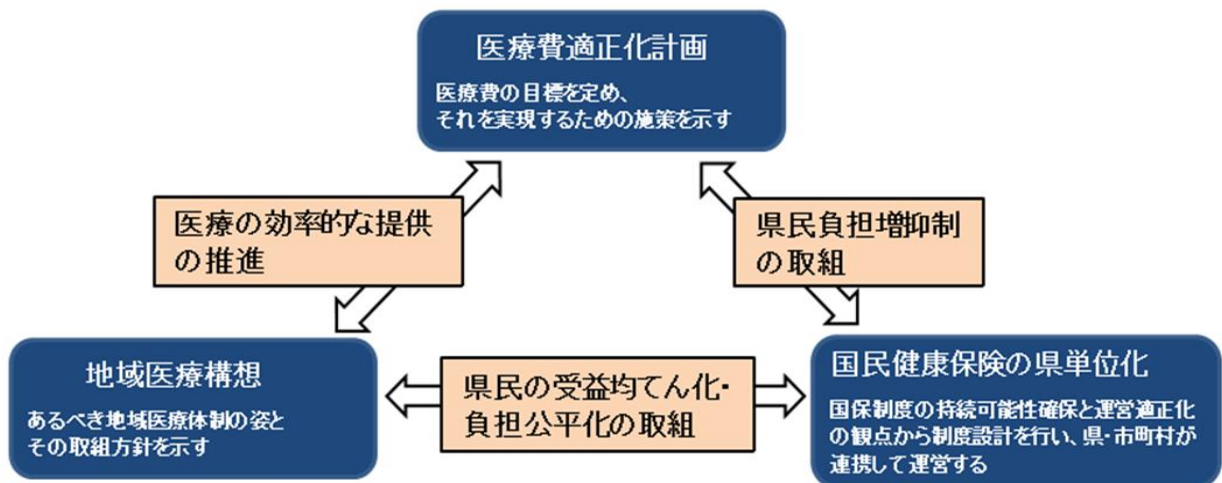 医療費適正化計画
医療費の目標を定め、
それを実現するための施策を示す
医療の効率的な提供
の推進
県民負担増抑制
の取組
地域医療構想
あるべき地域医療体制の姿と
その取組方針を示す
県民の受益均てん化・
負担公平化の取組
国民健康保険の県単位化
国保制度の持続可能性確保と運営適正化
の観点から制度設計を行い、県・市町村が
連携して運営する